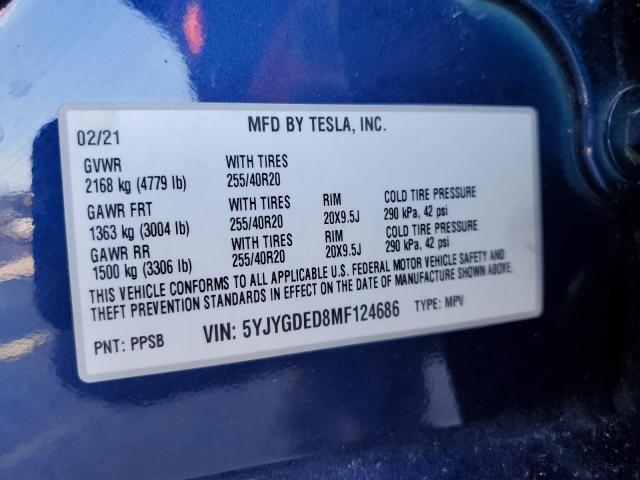 02/21 MFD BY TESLA, INC.
GVWR WITH TIRES
2168 kg (4779 lb) 255/40R20
GAWR FRT WITH TIRES RIM COLD TIRE PRESSURE
1363 kg (3004 lb) 255/40R20 20X9.5J 290 kPa, 42 psi
GAWR RR WITH TIRES RIM COLD TIRE PRESSURE
1500 kg (3306 lb) 255/40R20 20X9.5J 290 kPa, 42 psi
THIS VEHICLE CONFORMS TO ALL APPLICABLE U.S. FEDERAL MOTOR VEHICLE SAFETY AND
THEFT PREVENTION STANDARDS IN EFFECT ON THE DATE OF MANUFACTURE SHOWN ABOVE.
PNT: PPSB VIN: 5YJYGDED8MF124686 TYPE: MPV